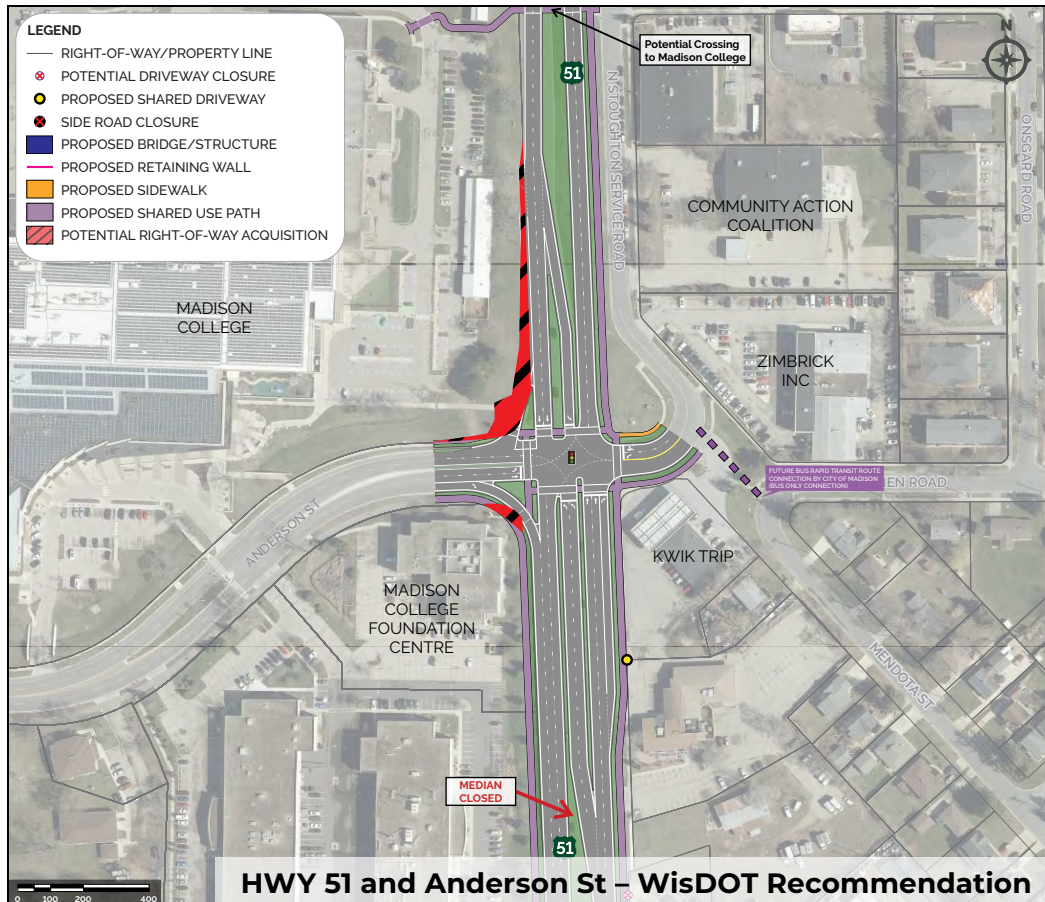 LEGEND
RIGHT-OF-WAY/PROPERTY LINE
POTENTIAL DRIVEWAY CLOSURE
PROPOSED SHARED DRIVEWAY
SIDE ROAD CLOSURE
PROPOSED BRIDGE/STRUCTURE
PROPOSED RETAINING WALL
PROPOSED SIDEWALK
PROPOSED SHARED USE PATH
POTENTIAL RIGHT-OF-WAY ACQUISITION
Potential Crossing
to Madison College
N
51
N STOUGHTON SERVICE ROAD
ONSGARD ROAD
COMMUNITY ACTION
COALITION
MADISON
COLLEGE
ZIMBRICK
INC
FUTURE BUS RAPID TRANSIT ROUTE
CONNECTION BY CITY OF MADISON
(BUS ONLY CONNECTION)
ROAD
ANDERSON ST
KWIK TRIP
MADISON
COLLEGE
FOUNDATION
CENTRE
MENDOTA ST
MEDIAN
CLOSED
51
HWY 51 and Anderson St – WisDOT Recommendation
0 100 200 400